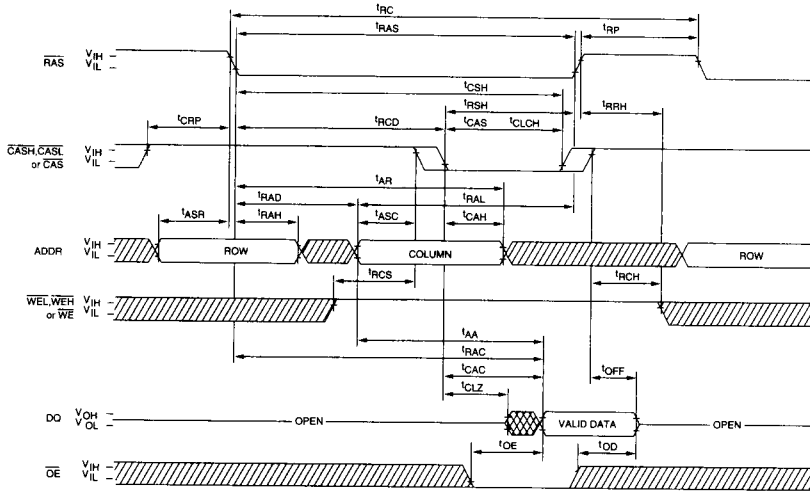 tRC
tRAS tRP
RAS VIH VIL
tCSH
tRSH tRRH
tCRP tRCD tCAS tCLCH
CASH,CASL or CAS VIH VIL
tAR
tRAD tRAL
tASR tRAH tASC tCAH
ADDR VIH VIL ROW COLUMN ROW
tRCS tRCH
WEL,WEH or WE VIH VIL
tAA
tRAC
tCAC tOFF
tCLZ
DQ VOH VOL OPEN VALID DATA OPEN
tOE tOD
OE VIH VIL